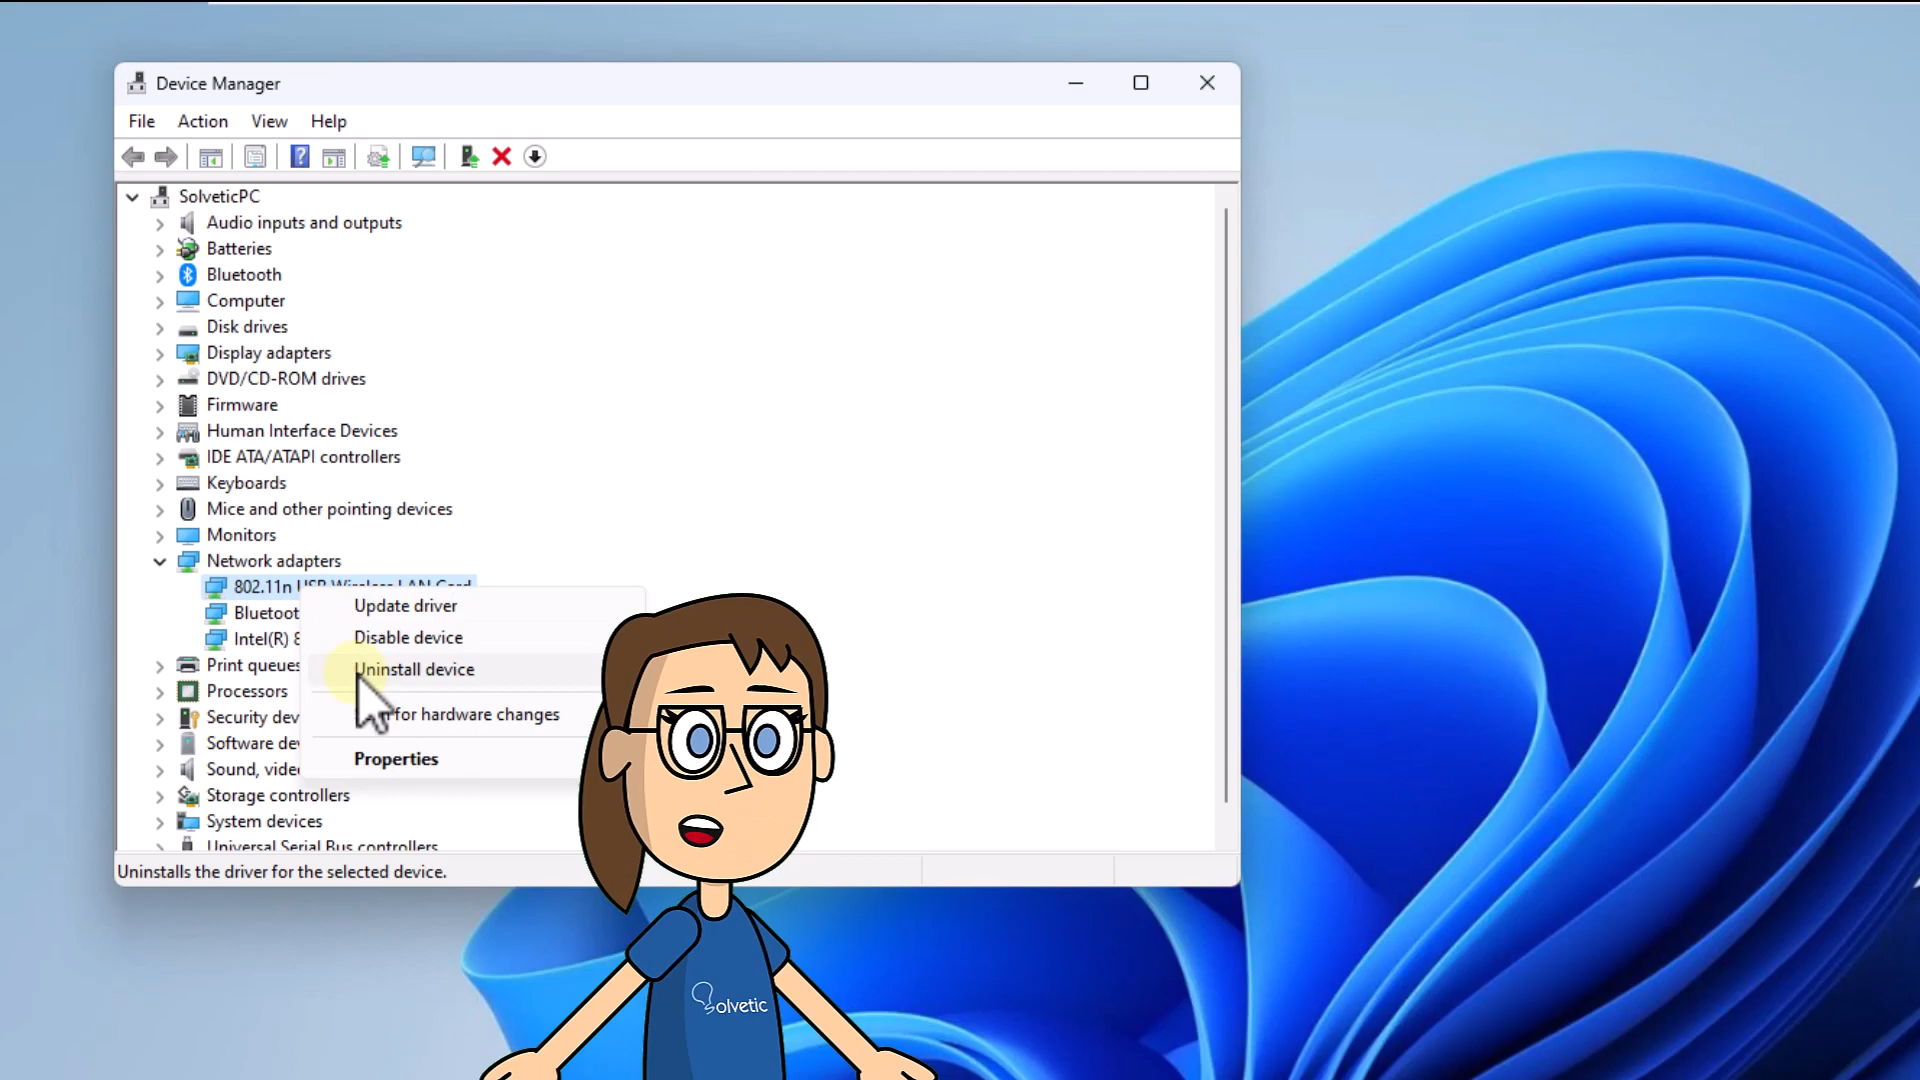 Device Manager
File Action View Help
SolveticPC
Audio inputs and outputs
Batteries
Bluetooth
Computer
Disk drives
Display adapters
DVD/CD-ROM drives
Firmware
Human Interface Devices
IDE ATA/ATAPI controllers
Keyboards
Mice and other pointing devices
Monitors
Network adapters
802.11n USB Wireless LAN Card
Update driver
Bluetoot
Disable device
Intel(R) 8
Print queues
Uninstall device
Processors
Security dev
for hardware changes
Software dev
Sound, video
Properties
Storage controllers
System devices
Universal Serial Bus controllers
Uninstalls the driver for the selected device.
Solvetic